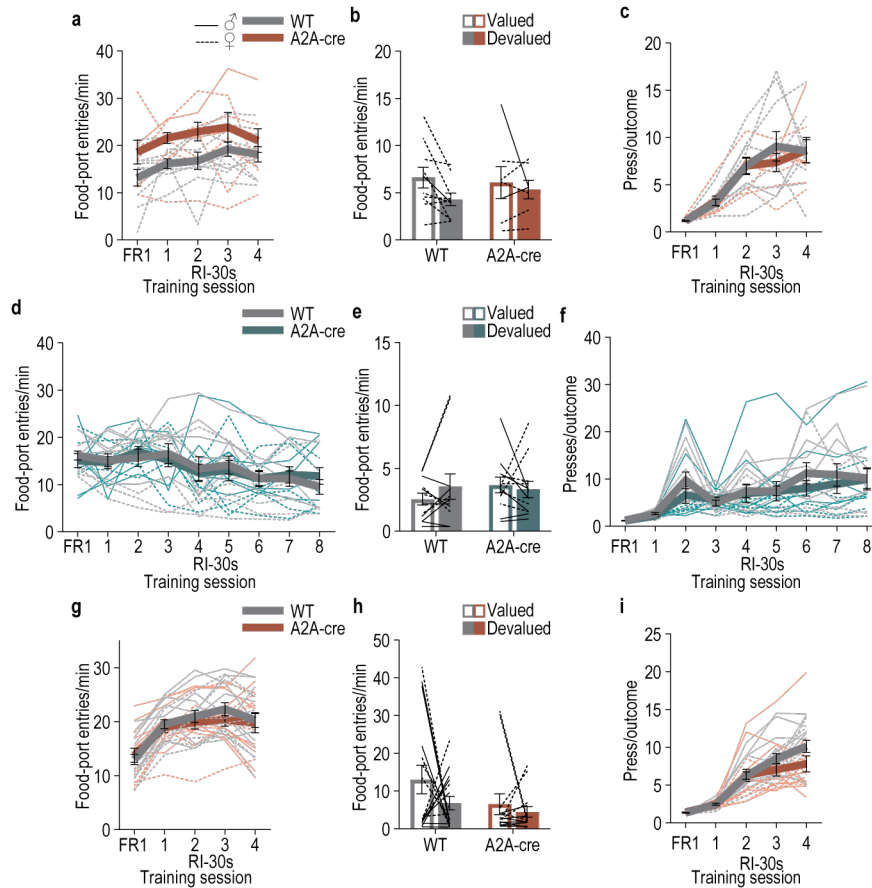 a
♂
♀
WT
A2A-cre
Food-port entries/min
40
30
20
10
0
FR1 1 2 3 4
RI-30s
Training session
b
Valued
Devalued
Food-port entries/min
20
15
10
5
0
WT A2A-cre
c
Press/outcome
20
15
10
5
0
FR1 1 2 3 4
RI-30s
Training session
d
WT
A2A-cre
Food-port entries/min
40
30
20
10
0
FR1 1 2 3 4 5 6 7 8
RI-30s
Training session
e
Valued
Devalued
Food-port entries/min
15
10
5
0
WT A2A-cre
f
Presses/outcome
40
30
20
10
0
FR1 1 2 3 4 5 6 7 8
RI-30s
Training session
g
WT
A2A-cre
Food-port entries/min
30
20
10
0
FR1 1 2 3 4
RI-30s
Training session
h
Valued
Devalued
Food-port entries//min
50
40
30
20
10
0
WT A2A-cre
i
Press/outcome
25
20
15
10
5
0
FR1 1 2 3 4
RI-30s
Training session